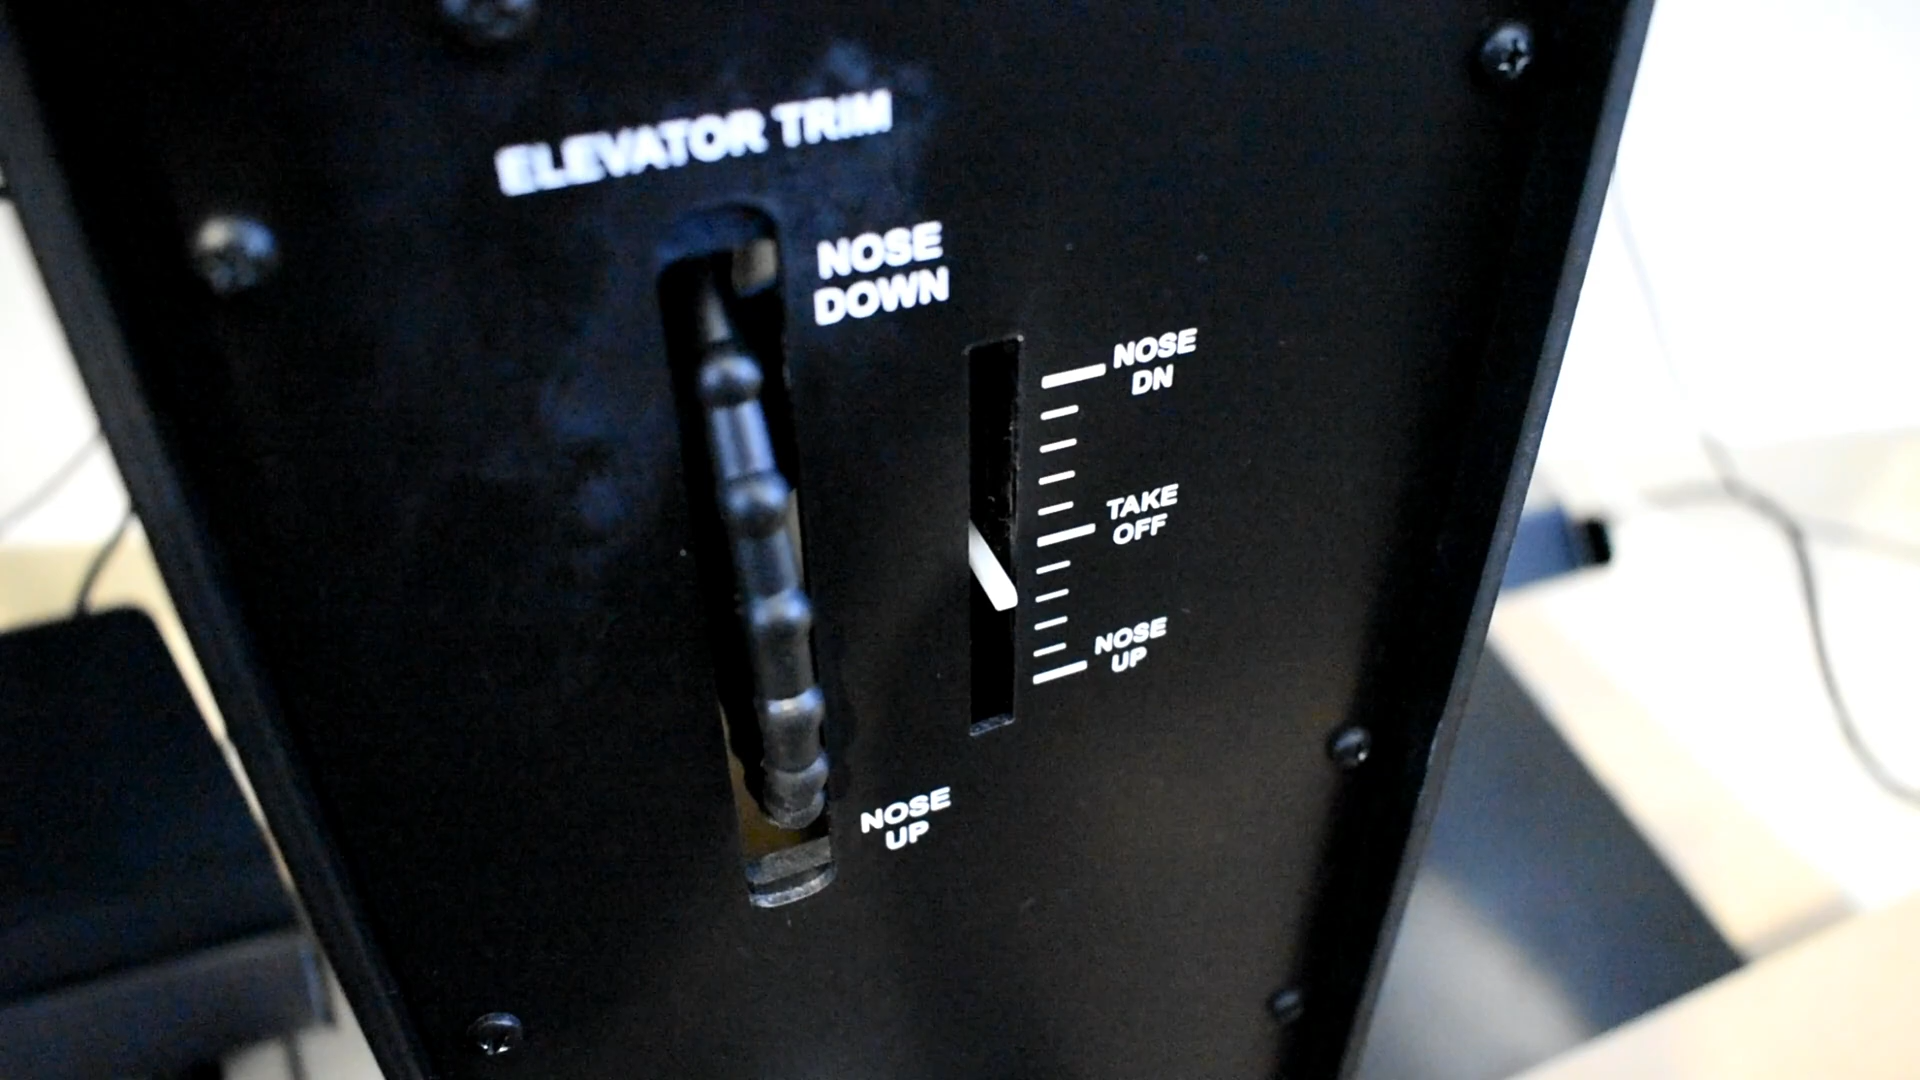 ELEVATOR TRIM
NOSE
DOWN
NOSE
DN
TAKE
OFF
NOSE
UP
NOSE
UP